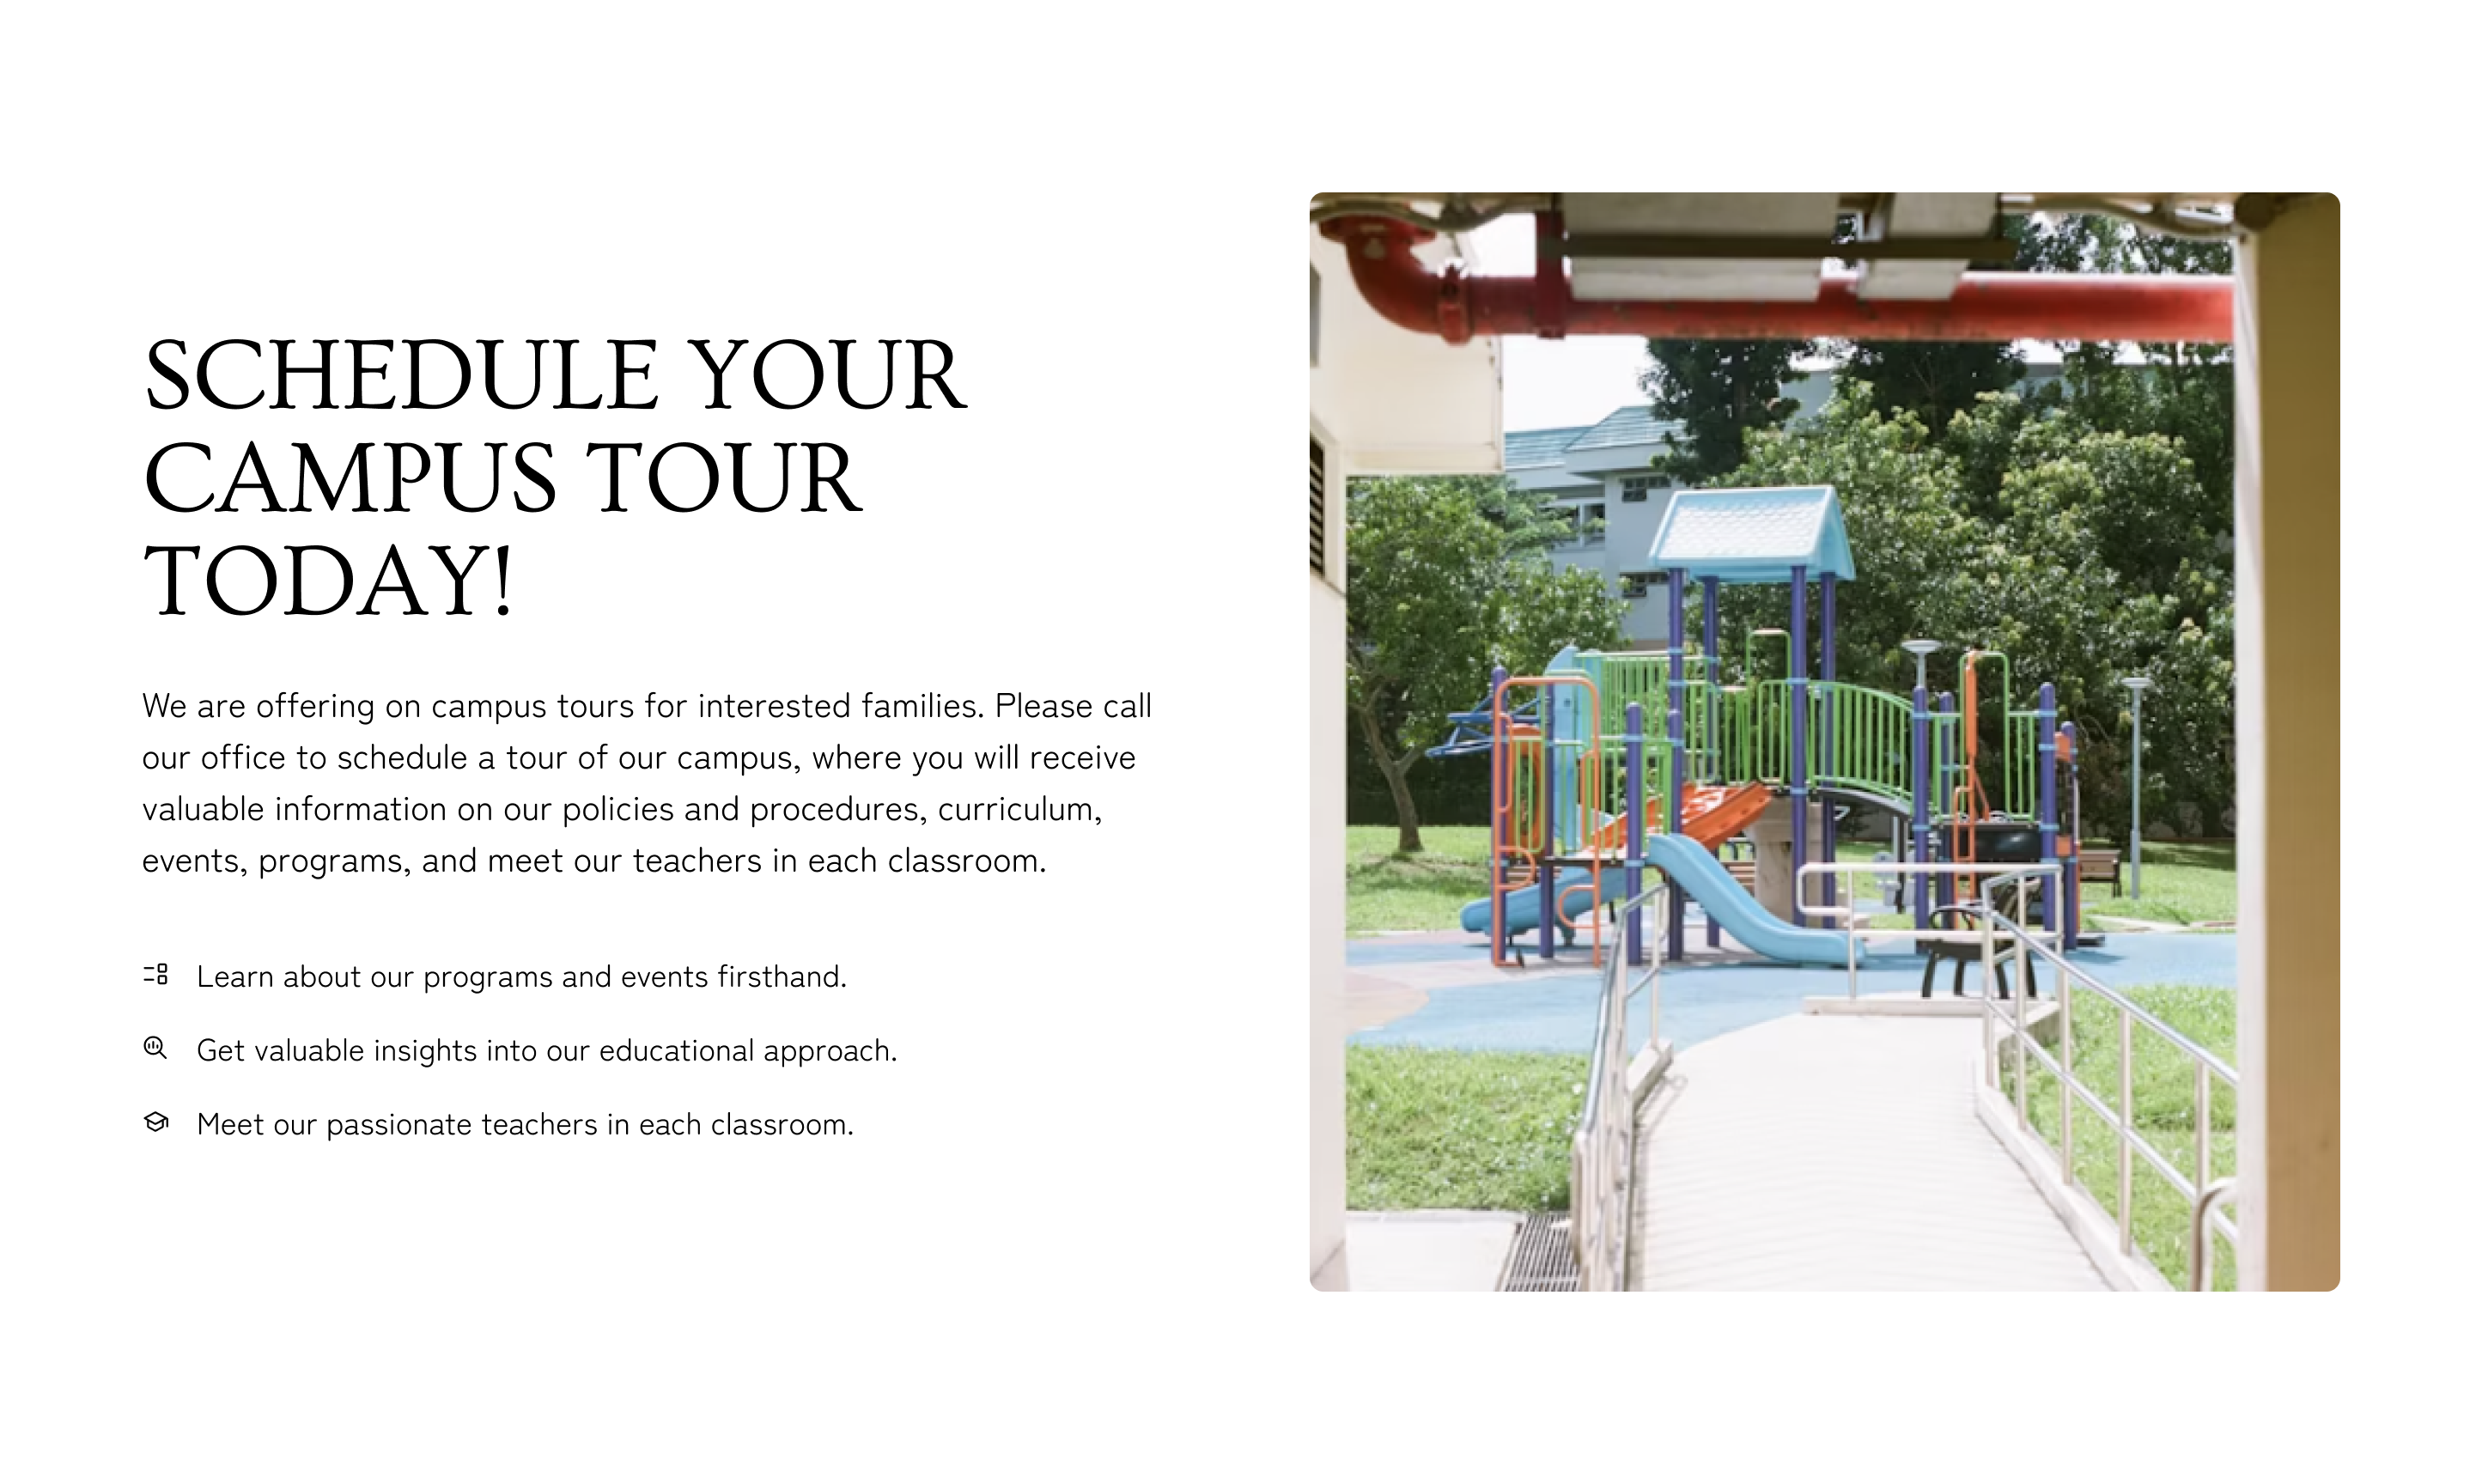 SCHEDULE YOUR
CAMPUS TOUR
TODAY!
We are offering on campus tours for interested families. Please call
our office to schedule a tour of our campus, where you will receive
valuable information on our policies and procedures, curriculum,
events, programs, and meet our teachers in each classroom.
Learn about our programs and events firsthand.
Get valuable insights into our educational approach.
Meet our passionate teachers in each classroom.